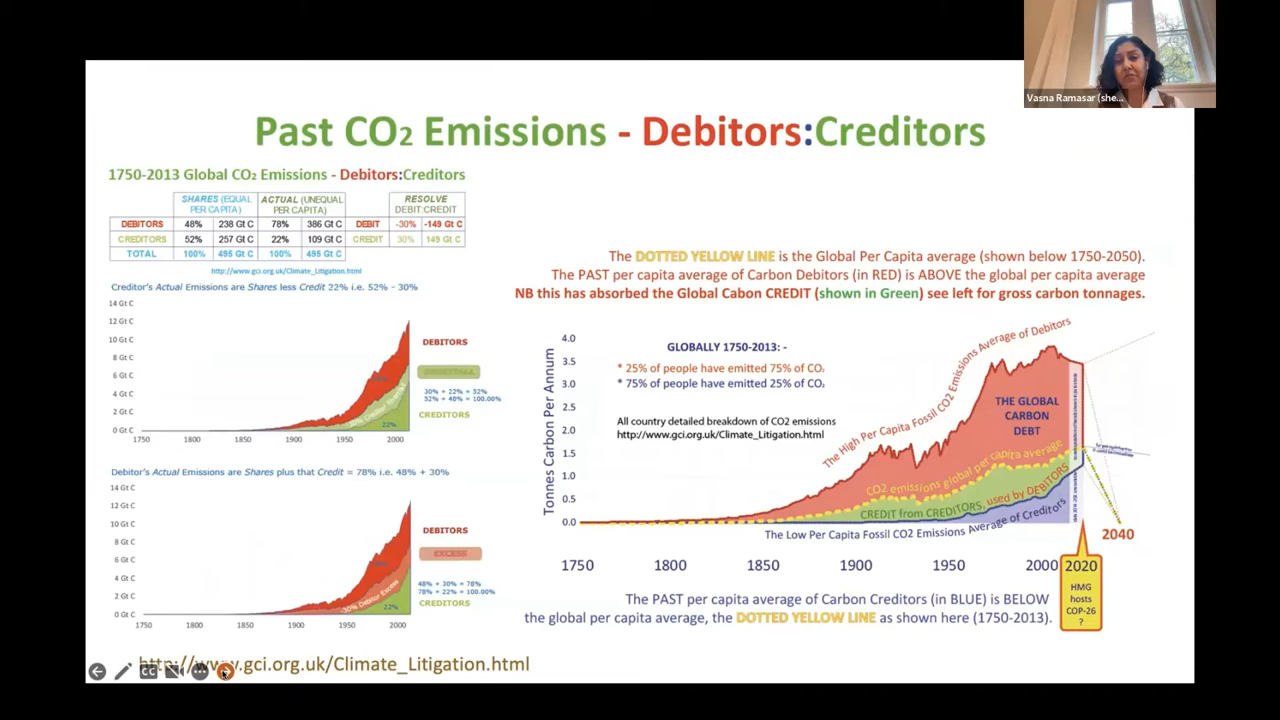 Vasna Ramasar (she...
Past CO2 Emissions - Debitors:Creditors
1750-2013 Global CO2 Emissions - Debitors:Creditors
SHARES (EQUAL PER CAPITA) ACTUAL (UNEQUAL PER CAPITA) RESOLVE DEBIT CREDIT
DEBITORS 48% 238 Gt C 78% 386 Gt C DEBIT -30% -149 Gt C
CREDITORS 52% 257 Gt C 22% 109 Gt C CREDIT 30% 149 Gt C
TOTAL 100% 495 Gt C 100% 495 Gt C
http://www.gci.org.uk/Climate_Litigation.html
Creditor's Actual Emissions are Shares less Credit 22% i.e. 52% - 30%
14 Gt C
12 Gt C
10 Gt C
8 Gt C
6 Gt C
4 Gt C
2 Gt C
0 Gt C
1750 1800 1850 1900 1950 2000
22%
DEBITORS
30% + 22% = 52%
52% + 48% = 100.00%
CREDITORS
Debitor's Actual Emissions are Shares plus that Credit = 78% i.e. 48% + 30%
14 Gt C
12 Gt C
10 Gt C
8 Gt C
6 Gt C
4 Gt C
2 Gt C
0 Gt C
1750 1800 1850 1900 1950 2000
-30% Debitor Excess
22%
DEBITORS
EXCESS
48% + 30% = 78%
78% + 22% = 100.00%
CREDITORS
The DOTTED YELLOW LINE is the Global Per Capita average (shown below 1750-2050).
The PAST per capita average of Carbon Debitors (in RED) is ABOVE the global per capita average
NB this has absorbed the Global Cabon CREDIT (shown in Green) see left for gross carbon tonnages.
Tonnes Carbon Per Annum
4.0
3.5
3.0
2.5
2.0
1.5
1.0
0.5
0.0
GLOBALLY 1750-2013: -
* 25% of people have emitted 75% of CO2
* 75% of people have emitted 25% of CO2
All country detailed breakdown of CO2 emissions
http://www.gci.org.uk/Climate_Litigation.html
The High Per Capita Fossil CO2 Emissions Average of Debitors
THE GLOBAL
CARBON
DEBT
CO2 emissions global per capita average
CREDIT from CREDITORS, used by DEBITORS
The Low Per Capita Fossil CO2 Emissions Average of Creditors
1750 1800 1850 1900 1950 2000 2020
2040
HMG
hosts
COP-26
?
The PAST per capita average of Carbon Creditors (in BLUE) is BELOW
the global per capita average, the DOTTED YELLOW LINE as shown here (1750-2013).
http://www.gci.org.uk/Climate_Litigation.html
CC